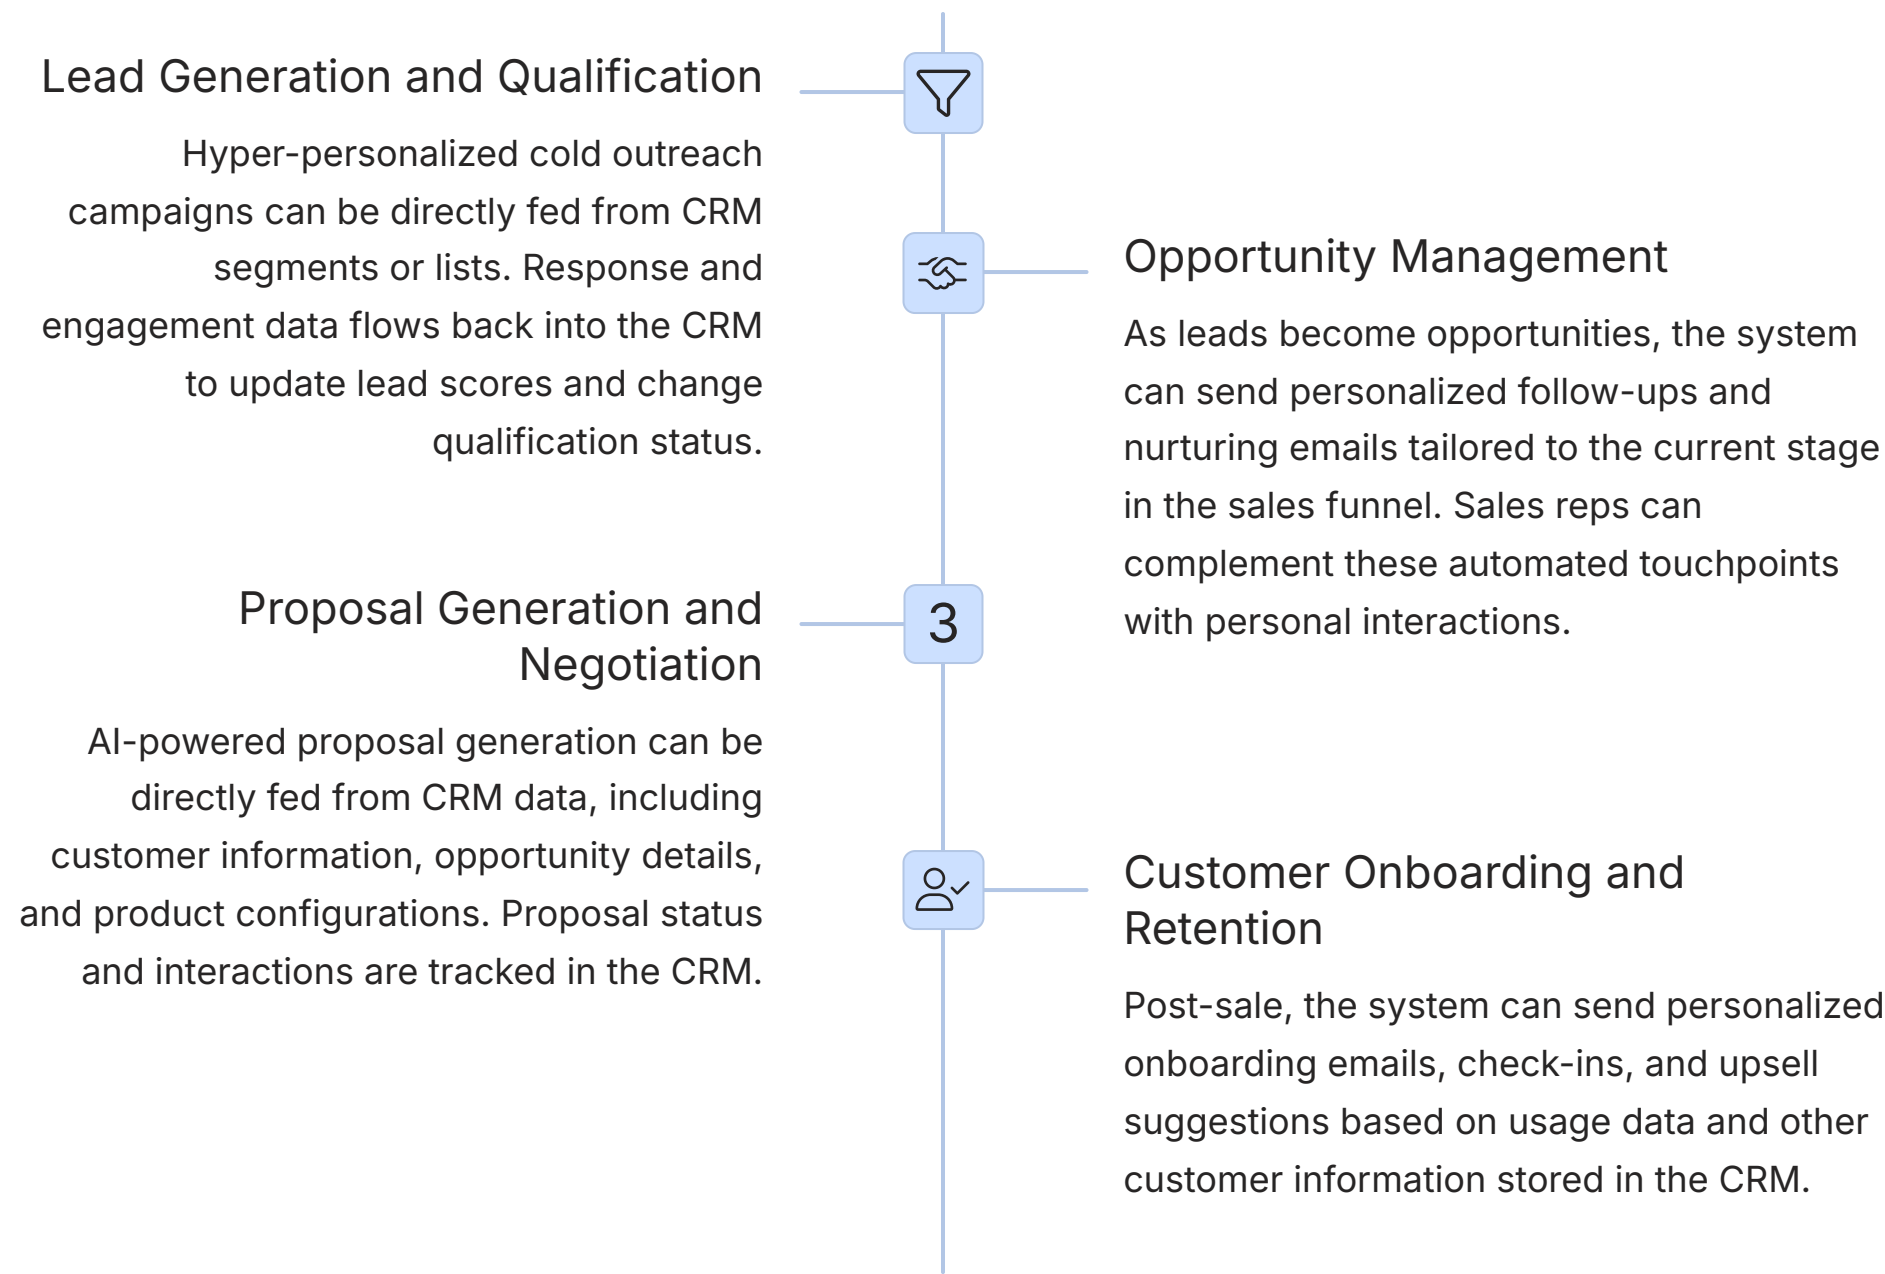 Lead Generation and Qualification
Hyper-personalized cold outreach
campaigns can be directly fed from CRM
segments or lists. Response and
engagement data flows back into the CRM
to update lead scores and change
qualification status.
Opportunity Management
As leads become opportunities, the system
can send personalized follow-ups and
nurturing emails tailored to the current stage
in the sales funnel. Sales reps can
complement these automated touchpoints
with personal interactions.
3
Proposal Generation and
Negotiation
AI-powered proposal generation can be
directly fed from CRM data, including
customer information, opportunity details,
and product configurations. Proposal status
and interactions are tracked in the CRM.
Customer Onboarding and
Retention
Post-sale, the system can send personalized
onboarding emails, check-ins, and upsell
suggestions based on usage data and other
customer information stored in the CRM.